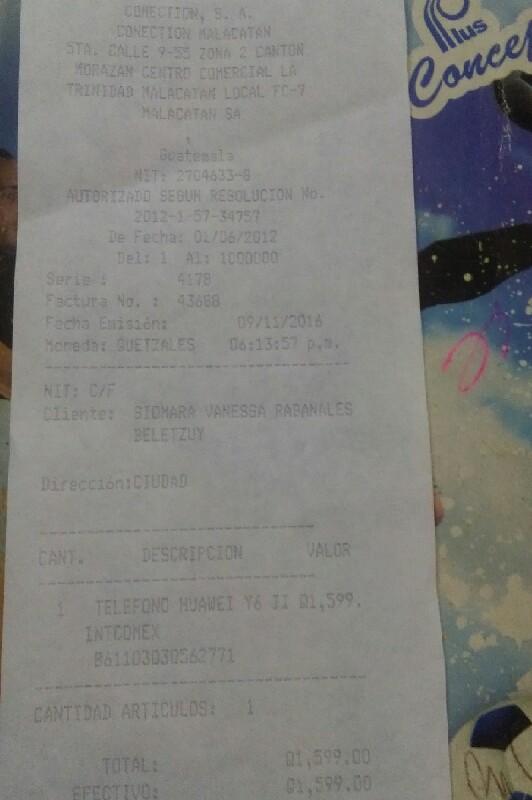 CONECTION, S. A.
CONECTION MALACATAN
5TA. CALLE 9-55 ZONA 2 CANTON
MORAZAN CENTRO COMERCIAL LA
TRINIDAD MALACATAN LOCAL FC-7
MALACATAN SA
,
Guatemala
NIT: 2704633-8
AUTORIZADO SEGUN RESOLUCION No.
2012-1-57-34757
De Fecha: 01/06/2012
Del: 1 Al: 1000000
Serie : 4178
Factura No. : 43688
Fecha Emisión: 09/11/2016
Moneda: QUETZALES 06:13:57 p.m.
NIT: C/F
Cliente: SIOMARA VANESSA RABANALES
BELETZUY
Dirección:CIUDAD
CANT. DESCRIPCION VALOR
1 TELEFONO HUAWEI Y6 II Q1,599.
INTCOMEX
861103030562771
CANTIDAD ARTICULOS: 1
TOTAL: Q1,599.00
EFECTIVO: Q1,599.00
Plus
Concep